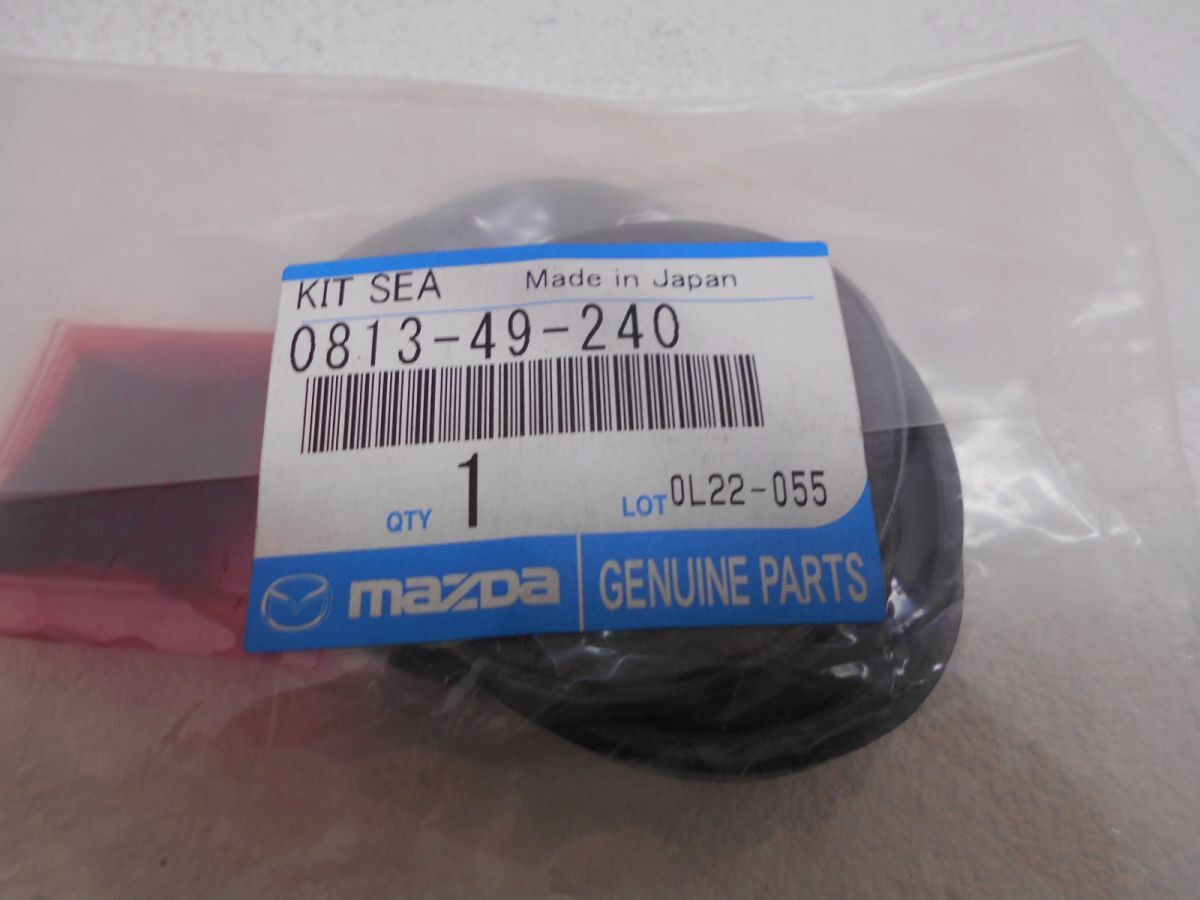 KIT SEA Made in Japan
0813-49-240
QTY 1 LOT 0L22-055
mazda GENUINE PARTS